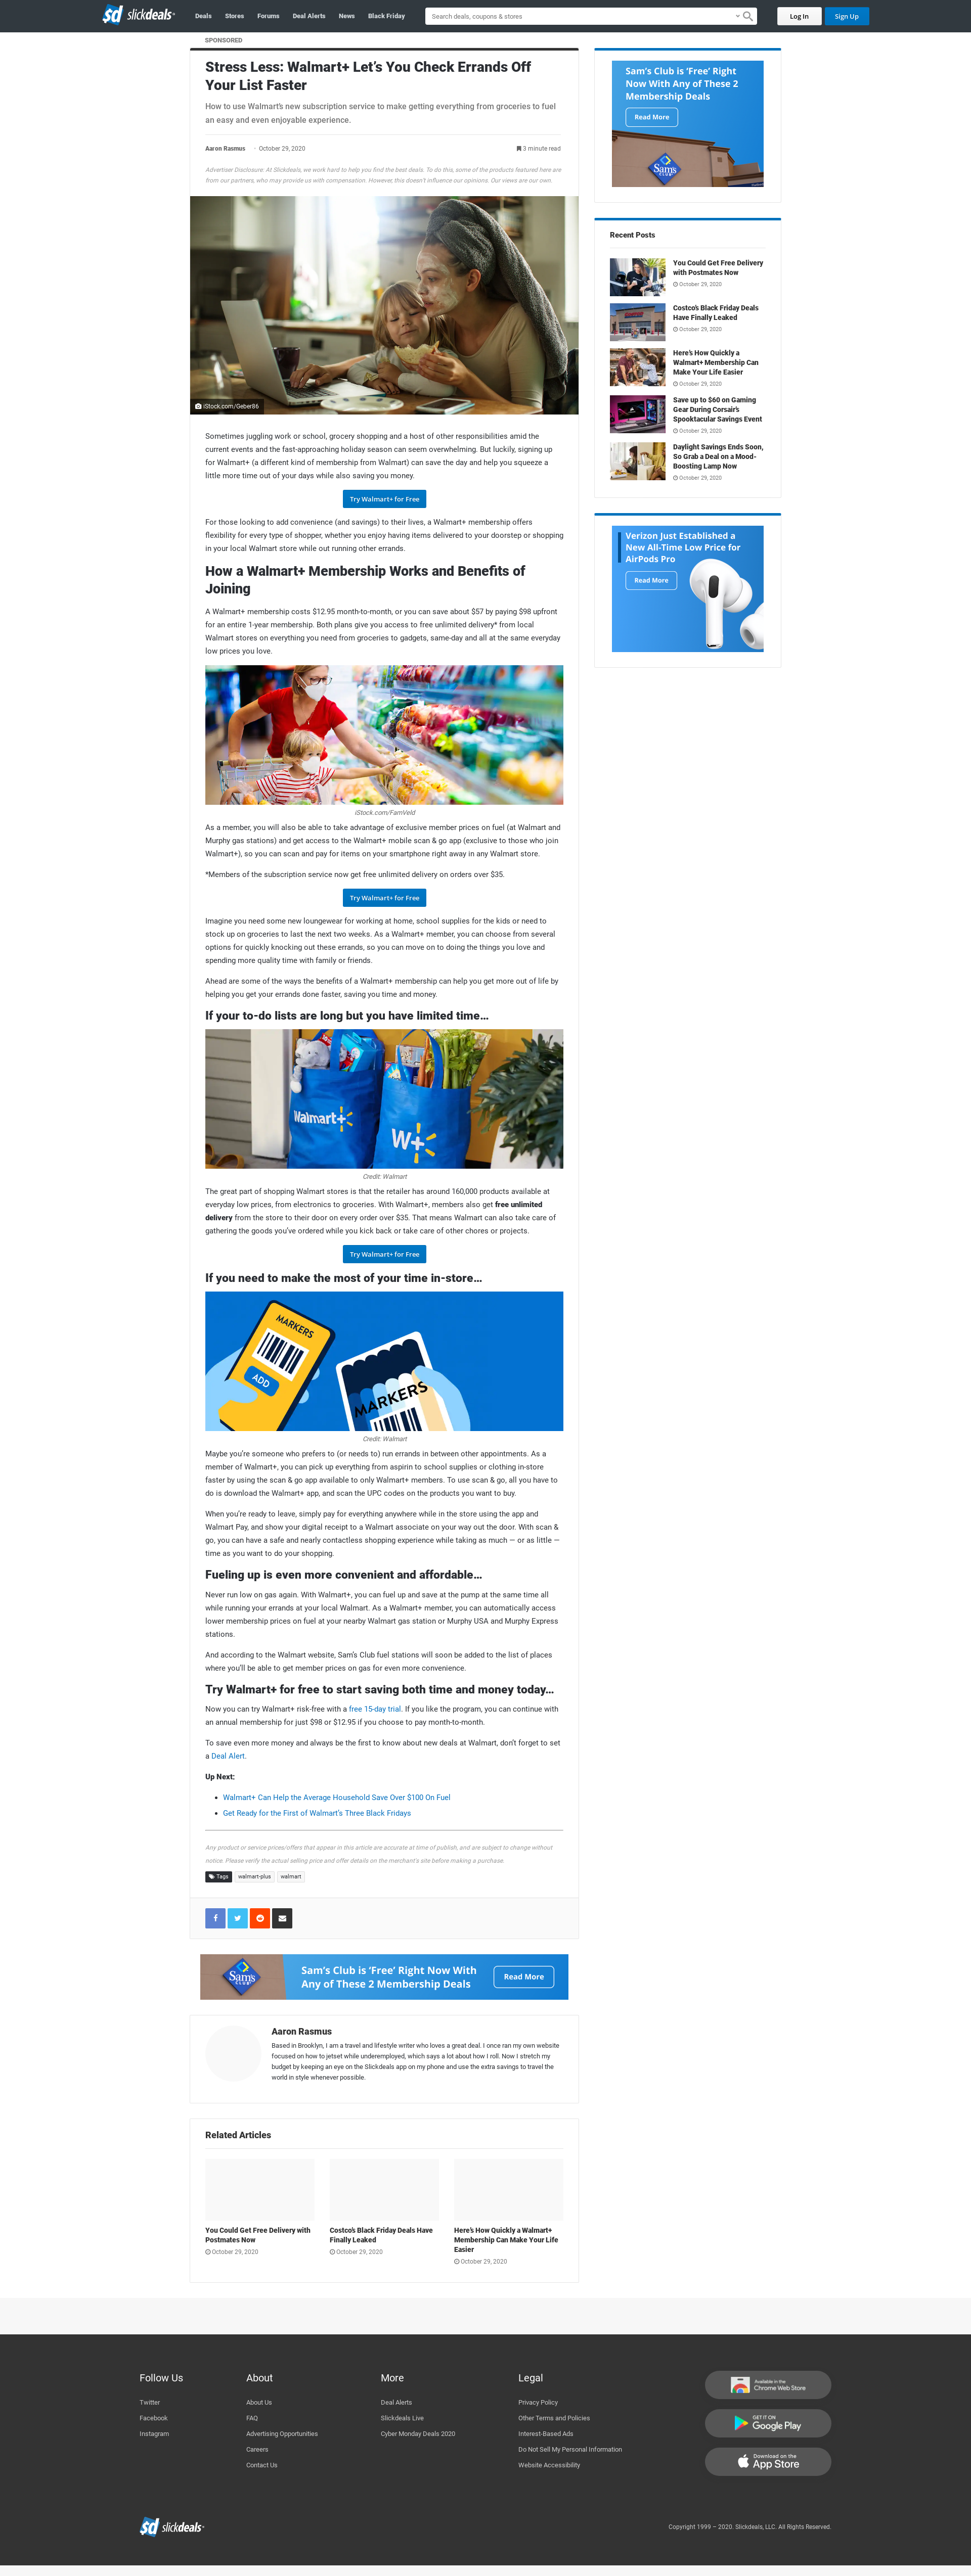 sd slickdeals
Deals Stores Forums Deal Alerts News Black Friday
Search deals, coupons & stores
Log In
Sign Up
SPONSORED
Stress Less: Walmart+ Let's You Check Errands Off
Your List Faster
How to use Walmart's new subscription service to make getting everything from groceries to fuel
an easy and even enjoyable experience.
Aaron Rasmus - October 29, 2020
3 minute read
Advertiser Disclosure: At Slickdeals, we work hard to help you find the best deals. To do this, some of the products featured here are
from our partners, who may provide us with compensation. However, this doesn't influence our opinions. Our views are our own.
iStock.com/Geber86
Sometimes juggling work or school, grocery shopping and a host of other responsibilities amid the
current events and the fast-approaching holiday season can seem overwhelming. But luckily, signing up
for Walmart+ (a different kind of membership from Walmart) can save the day and help you squeeze a
little more time out of your days while also saving you money.
Try Walmart+ for Free
For those looking to add convenience (and savings) to their lives, a Walmart+ membership offers
flexibility for every type of shopper, whether you enjoy having items delivered to your doorstep or shopping
in your local Walmart store while out running other errands.
How a Walmart+ Membership Works and Benefits of
Joining
A Walmart+ membership costs $12.95 month-to-month, or you can save about $57 by paying $98 upfront
for an entire 1-year membership. Both plans give you access to free unlimited delivery* from local
Walmart stores on everything you need from groceries to gadgets, same-day and all at the same everyday
low prices you love.
iStock.com/FamVeld
As a member, you will also be able to take advantage of exclusive member prices on fuel (at Walmart and
Murphy gas stations) and get access to the Walmart+ mobile scan & go app (exclusive to those who join
Walmart+), so you can scan and pay for items on your smartphone right away in any Walmart store.
*Members of the subscription service now get free unlimited delivery on orders over $35.
Try Walmart+ for Free
Imagine you need some new loungewear for working at home, school supplies for the kids or need to
stock up on groceries to last the next two weeks. As a Walmart+ member, you can choose from several
options for quickly knocking out these errands, so you can move on to doing the things you love and
spending more quality time with family or friends.
Ahead are some of the ways the benefits of a Walmart+ membership can help you get more out of life by
helping you get your errands done faster, saving you time and money.
If your to-do lists are long but you have limited time...
Walmart+
W+
Credit: Walmart
The great part of shopping Walmart stores is that the retailer has around 160,000 products available at
everyday low prices, from electronics to groceries. With Walmart+, members also get free unlimited
delivery from the store to their door on every order over $35. That means Walmart can also take care of
gathering the goods you've ordered while you kick back or take care of other chores or projects.
Try Walmart+ for Free
If you need to make the most of your time in-store...
MARKERS
ADD
MARKERS
Credit: Walmart
Maybe you're someone who prefers to (or needs to) run errands in between other appointments. As a
member of Walmart+, you can pick up everything from aspirin to school supplies or clothing in-store
faster by using the scan & go app available to only Walmart+ members. To use scan & go, all you have to
do is download the Walmart+ app, and scan the UPC codes on the products you want to buy.
When you're ready to leave, simply pay for everything anywhere while in the store using the app and
Walmart Pay, and show your digital receipt to a Walmart associate on your way out the door. With scan &
go, you can have a safe and nearly contactless shopping experience while taking as much — or as little —
time as you want to do your shopping.
Fueling up is even more convenient and affordable...
Never run low on gas again. With Walmart+, you can fuel up and save at the pump at the same time all
while running your errands at your local Walmart. As a Walmart+ member, you can automatically access
lower membership prices on fuel at your nearby Walmart gas station or Murphy USA and Murphy Express
stations.
And according to the Walmart website, Sam's Club fuel stations will soon be added to the list of places
where you'll be able to get member prices on gas for even more convenience.
Try Walmart+ for free to start saving both time and money today...
Now you can try Walmart+ risk-free with a free 15-day trial. If you like the program, you can continue with
an annual membership for just $98 or $12.95 if you choose to pay month-to-month.
To save even more money and always be the first to know about new deals at Walmart, don't forget to set
a Deal Alert.
Up Next:
Walmart+ Can Help the Average Household Save Over $100 On Fuel
Get Ready for the First of Walmart's Three Black Fridays
Any product or service prices/offers that appear in this article are accurate at time of publish, and are subject to change without
notice. Please verify the actual selling price and offer details on the merchant's site before making a purchase.
Tags walmart-plus walmart
Sam's
CLUB
Sam's Club is 'Free' Right Now With
Any of These 2 Membership Deals
Read More
Aaron Rasmus
Based in Brooklyn, I am a travel and lifestyle writer who loves a great deal. I once ran my own website
focused on how to jetset while underemployed, which says a lot about how I roll. Now I stretch my
budget by keeping an eye on the Slickdeals app on my phone and use the extra savings to travel the
world in style whenever possible.
Related Articles
You Could Get Free Delivery with
Postmates Now
October 29, 2020
Costco's Black Friday Deals Have
Finally Leaked
October 29, 2020
Here's How Quickly a Walmart+
Membership Can Make Your Life
Easier
October 29, 2020
Sam's Club is 'Free' Right
Now With Any of These 2
Membership Deals
Read More
Sam's
CLUB
Recent Posts
You Could Get Free Delivery
with Postmates Now
October 29, 2020
Costco's Black Friday Deals
Have Finally Leaked
October 29, 2020
Here's How Quickly a
Walmart+ Membership Can
Make Your Life Easier
October 29, 2020
Save up to $60 on Gaming
Gear During Corsair's
Spooktacular Savings Event
October 29, 2020
Daylight Savings Ends Soon,
So Grab a Deal on a Mood-
Boosting Lamp Now
October 29, 2020
Verizon Just Established a
New All-Time Low Price for
AirPods Pro
Read More
Follow Us
Twitter
Facebook
Instagram
About
About Us
FAQ
Advertising Opportunities
Careers
Contact Us
More
Deal Alerts
Slickdeals Live
Cyber Monday Deals 2020
Legal
Privacy Policy
Other Terms and Policies
Interest-Based Ads
Do Not Sell My Personal Information
Website Accessibility
Available in the
Chrome Web Store
GET IT ON
Google Play
Download on the
App Store
sd slickdeals
Copyright 1999 – 2020. Slickdeals, LLC. All Rights Reserved.